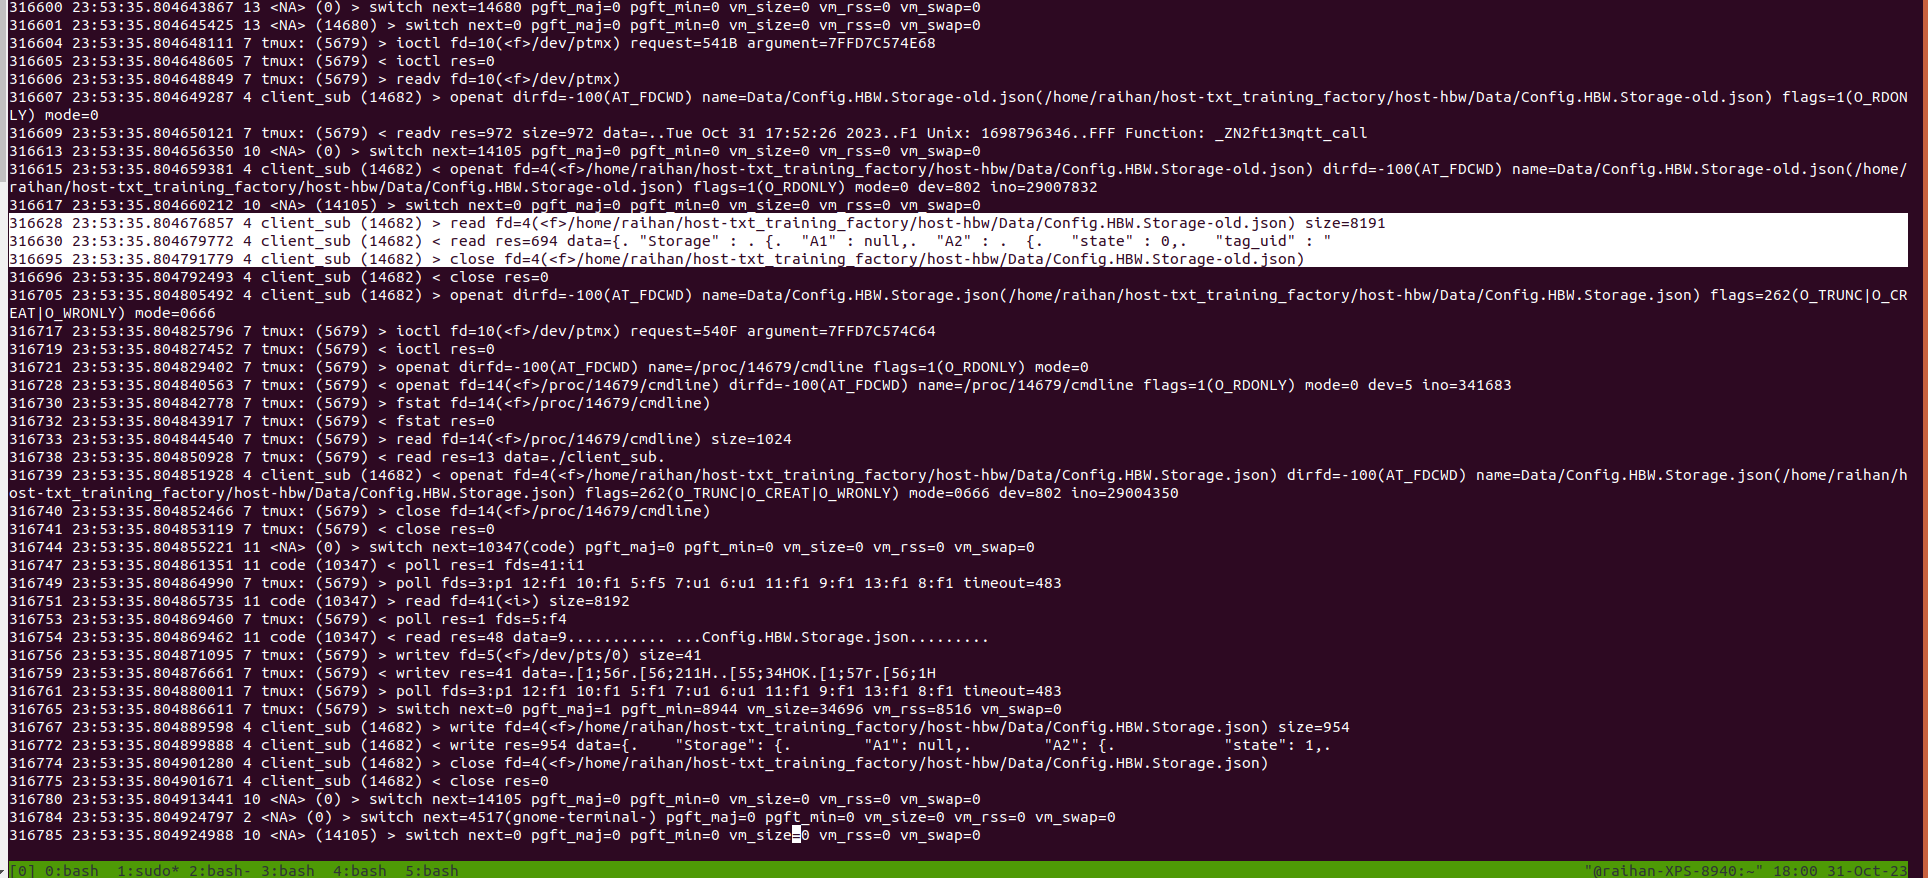 316600 23:53:35.804643867 13 <NA> (0) > switch next=14680 pgft_maj=0 pgft_min=0 vm_size=0 vm_rss=0 vm_swap=0
316601 23:53:35.804645425 13 <NA> (14680) > switch next=0 pgft_maj=0 pgft_min=0 vm_size=0 vm_rss=0 vm_swap=0
316604 23:53:35.804648111 7 tmux: (5679) > ioctl fd=10(<f>/dev/ptmx) request=541B argument=7FFD7C574E68
316605 23:53:35.804648605 7 tmux: (5679) < ioctl res=0
316606 23:53:35.804648849 7 tmux: (5679) > readv fd=10(<f>/dev/ptmx)
316607 23:53:35.804649287 4 client_sub (14682) > openat dirfd=-100(AT_FDCWD) name=Data/Config.HBW.Storage-old.json(/home/raihan/host-txt_training_factory/host-hbw/Data/Config.HBW.Storage-old.json) flags=1(O_RDON
LY) mode=0
316609 23:53:35.804650121 7 tmux: (5679) < readv res=972 size=972 data=..Tue Oct 31 17:52:26 2023..F1 Unix: 1698796346..FFF Function: _ZN2ft13mqtt_call
316613 23:53:35.804656350 10 <NA> (0) > switch next=14105 pgft_maj=0 pgft_min=0 vm_size=0 vm_rss=0 vm_swap=0
316615 23:53:35.804659381 4 client_sub (14682) < openat fd=4(<f>/home/raihan/host-txt_training_factory/host-hbw/Data/Config.HBW.Storage-old.json) dirfd=-100(AT_FDCWD) name=Data/Config.HBW.Storage-old.json(/home/
raihan/host-txt_training_factory/host-hbw/Data/Config.HBW.Storage-old.json) flags=1(O_RDONLY) mode=0 dev=802 ino=29007832
316617 23:53:35.804660212 10 <NA> (14105) > switch next=0 pgft_maj=0 pgft_min=0 vm_size=0 vm_rss=0 vm_swap=0
316628 23:53:35.804676857 4 client_sub (14682) > read fd=4(<f>/home/raihan/host-txt_training_factory/host-hbw/Data/Config.HBW.Storage-old.json) size=8191
316630 23:53:35.804679772 4 client_sub (14682) < read res=694 data={. "Storage" : . {.  "A1" : null,.  "A2" : .  {.   "state" : 0,.   "tag_uid" : "
316695 23:53:35.804791779 4 client_sub (14682) > close fd=4(<f>/home/raihan/host-txt_training_factory/host-hbw/Data/Config.HBW.Storage-old.json)
316696 23:53:35.804792493 4 client_sub (14682) < close res=0
316705 23:53:35.804805492 4 client_sub (14682) > openat dirfd=-100(AT_FDCWD) name=Data/Config.HBW.Storage.json(/home/raihan/host-txt_training_factory/host-hbw/Data/Config.HBW.Storage.json) flags=262(O_TRUNC|O_CR
EAT|O_WRONLY) mode=0666
316717 23:53:35.804825796 7 tmux: (5679) > ioctl fd=10(<f>/dev/ptmx) request=540F argument=7FFD7C574C64
316719 23:53:35.804827452 7 tmux: (5679) < ioctl res=0
316721 23:53:35.804829402 7 tmux: (5679) > openat dirfd=-100(AT_FDCWD) name=/proc/14679/cmdline flags=1(O_RDONLY) mode=0
316728 23:53:35.804840563 7 tmux: (5679) < openat fd=14(<f>/proc/14679/cmdline) dirfd=-100(AT_FDCWD) name=/proc/14679/cmdline flags=1(O_RDONLY) mode=0 dev=5 ino=341683
316730 23:53:35.804842778 7 tmux: (5679) > fstat fd=14(<f>/proc/14679/cmdline)
316732 23:53:35.804843917 7 tmux: (5679) < fstat res=0
316733 23:53:35.804844540 7 tmux: (5679) > read fd=14(<f>/proc/14679/cmdline) size=1024
316738 23:53:35.804850928 7 tmux: (5679) < read res=13 data=./client_sub.
316739 23:53:35.804851928 4 client_sub (14682) < openat fd=4(<f>/home/raihan/host-txt_training_factory/host-hbw/Data/Config.HBW.Storage.json) dirfd=-100(AT_FDCWD) name=Data/Config.HBW.Storage.json(/home/raihan/h
ost-txt_training_factory/host-hbw/Data/Config.HBW.Storage.json) flags=262(O_TRUNC|O_CREAT|O_WRONLY) mode=0666 dev=802 ino=29004350
316740 23:53:35.804852466 7 tmux: (5679) > close fd=14(<f>/proc/14679/cmdline)
316741 23:53:35.804853119 7 tmux: (5679) < close res=0
316744 23:53:35.804855221 11 <NA> (0) > switch next=10347(code) pgft_maj=0 pgft_min=0 vm_size=0 vm_rss=0 vm_swap=0
316747 23:53:35.804861351 11 code (10347) < poll res=1 fds=41:i1
316749 23:53:35.804864990 7 tmux: (5679) > poll fds=3:p1 12:f1 10:f1 5:f5 7:u1 6:u1 11:f1 9:f1 13:f1 8:f1 timeout=483
316751 23:53:35.804865735 11 code (10347) > read fd=41(<i>) size=8192
316753 23:53:35.804869460 7 tmux: (5679) < poll res=1 fds=5:f4
316754 23:53:35.804869462 11 code (10347) < read res=48 data=9........... ...Config.HBW.Storage.json.........
316756 23:53:35.804871095 7 tmux: (5679) > writev fd=5(<f>/dev/pts/0) size=41
316759 23:53:35.804876661 7 tmux: (5679) < writev res=41 data=.[1;56r.[56;211H..[55;34HOK.[1;57r.[56;1H
316761 23:53:35.804880011 7 tmux: (5679) > poll fds=3:p1 12:f1 10:f1 5:f1 7:u1 6:u1 11:f1 9:f1 13:f1 8:f1 timeout=483
316765 23:53:35.804886611 7 tmux: (5679) > switch next=0 pgft_maj=1 pgft_min=8944 vm_size=34696 vm_rss=8516 vm_swap=0
316767 23:53:35.804889598 4 client_sub (14682) > write fd=4(<f>/home/raihan/host-txt_training_factory/host-hbw/Data/Config.HBW.Storage.json) size=954
316772 23:53:35.804899888 4 client_sub (14682) < write res=954 data={.    "Storage": {.        "A1": null,.        "A2": {.            "state": 1,.
316774 23:53:35.804901280 4 client_sub (14682) > close fd=4(<f>/home/raihan/host-txt_training_factory/host-hbw/Data/Config.HBW.Storage.json)
316775 23:53:35.804901671 4 client_sub (14682) < close res=0
316780 23:53:35.804913441 10 <NA> (0) > switch next=14105 pgft_maj=0 pgft_min=0 vm_size=0 vm_rss=0 vm_swap=0
316784 23:53:35.804924797 2 <NA> (0) > switch next=4517(gnome-terminal-) pgft_maj=0 pgft_min=0 vm_size=0 vm_rss=0 vm_swap=0
316785 23:53:35.804924988 10 <NA> (14105) > switch next=0 pgft_maj=0 pgft_min=0 vm_size=0 vm_rss=0 vm_swap=0
[0] 0:bash  1:sudo* 2:bash- 3:bash  4:bash  5:bash "@raihan-XPS-8940:~" 18:00 31-Oct-23